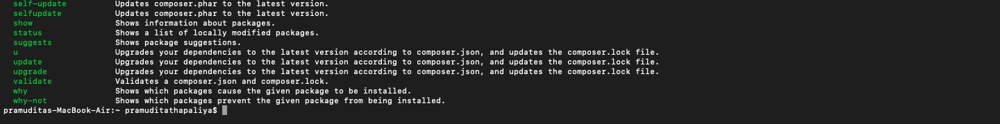 self-update Updates composer.phar to the latest version.
selfupdate Updates composer.phar to the latest version.
show Shows information about packages.
status Shows a list of locally modified packages.
suggests Shows package suggestions.
u Upgrades your dependencies to the latest version according to composer.json, and updates the composer.lock file.
update Upgrades your dependencies to the latest version according to composer.json, and updates the composer.lock file.
upgrade Upgrades your dependencies to the latest version according to composer.json, and updates the composer.lock file.
validate Validates a composer.json and composer.lock.
why Shows which packages cause the given package to be installed.
why-not Shows which packages prevent the given package from being installed.
pramuditas-MacBook-Air:~ pramuditathapaliya$